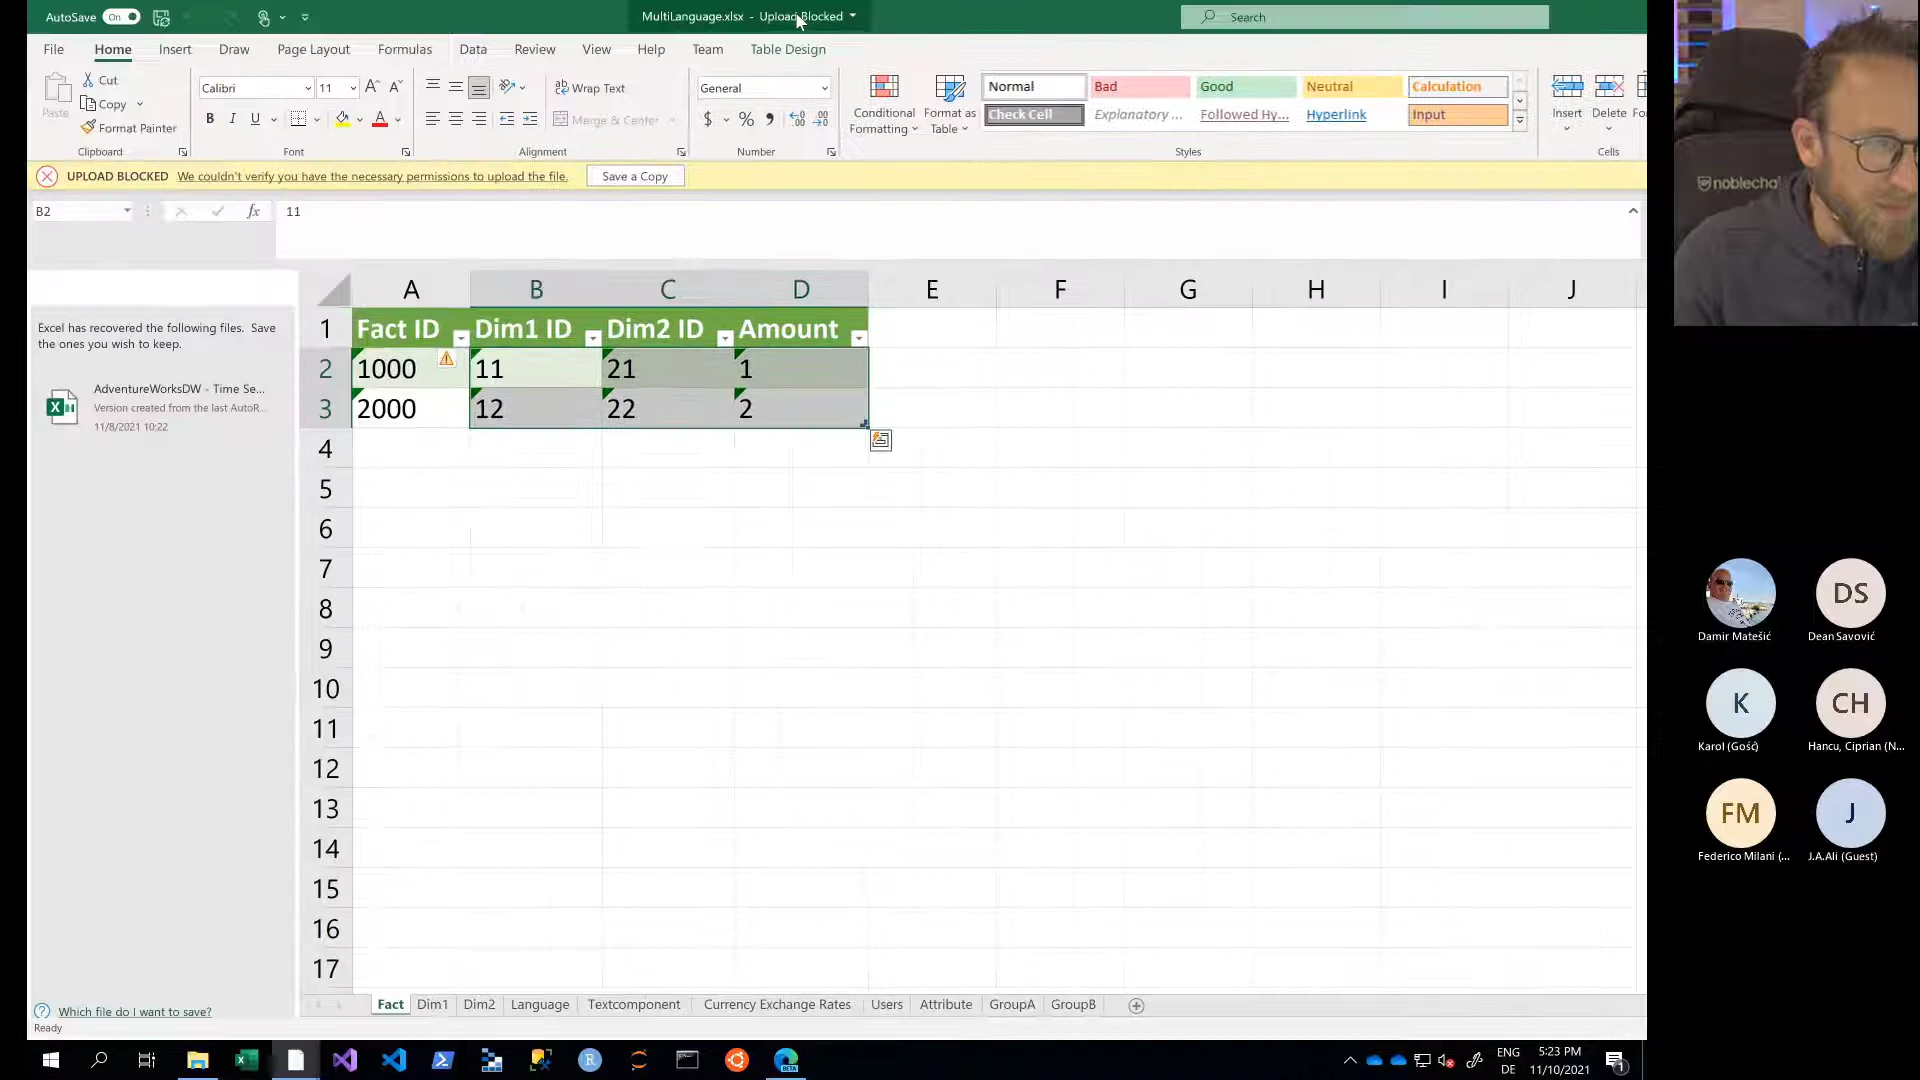 AutoSave On
MultiLanguage.xlsx - Upload Blocked
Search
File Home Insert Draw Page Layout Formulas Data Review View Help Team Table Design
Paste
Cut
Copy
Format Painter
Clipboard
Calibri 11
B I U
Font
Wrap Text
Merge & Center
Alignment
General
$ %
Number
Conditional Formatting
Format as Table
Normal Bad Good Neutral Calculation
Check Cell Explanatory ... Followed Hy... Hyperlink Input
Styles
Insert Delete For
Cells
UPLOAD BLOCKED We couldn't verify you have the necessary permissions to upload the file. Save a Copy
B2 fx 11
Excel has recovered the following files. Save
the ones you wish to keep.
AdventureWorksDW - Time Se...
Version created from the last AutoR...
11/8/2021 10:22
Which file do I want to save?
A B C D E F G H I J
1 Fact ID Dim1 ID Dim2 ID Amount
2 1000 11 21 1
3 2000 12 22 2
4
5
6
7
8
9
10
11
12
13
14
15
16
17
Fact Dim1 Dim2 Language Textcomponent Currency Exchange Rates Users Attribute GroupA GroupB
Ready
ENG
DE
5:23 PM
11/10/2021
1
R
BETA
noblecha
DS
Damir Matešić Dean Savović
K CH
Karol (Gość) Hancu, Ciprian (N...
FM J
Federico Milani (... J.A.Ali (Guest)